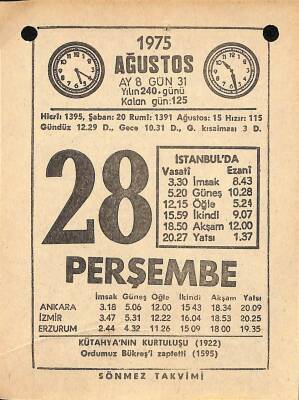 1975
AĞUSTOS
AY 8 GÜN 31
Yılın 240. günü
Kalan gün: 125
Hicrî: 1395, Şaban: 20 Rumî: 1391 Ağustos: 15 Hızır: 115
Gündüz 12.29 D., Gece 10.31 D., G. kısalması 3 D.
28
İSTANBUL'DA
Vasatî Ezanî
3.30 İmsak 8.43
5.20 Güneş 10.28
12.15 Öğle 5.24
15.59 İkindi 9.07
18.50 Akşam 12.00
20.27 Yatsı 1.37
PERŞEMBE
İmsak Güneş Öğle İkindi Akşam Yatsı
ANKARA 3.18 5.06 12.00 15 43 18.34 20.09
İZMİR 3.47 5.31 12.22 16.04 18.53 20.25
ERZURUM 2.44 4.32 11.26 15 09 18.00 19.35
KÜTAHYA'NIN KURTULUŞU (1922)
Ordumuz Bükreş'i zaptetti (1595)
SÖNMEZ TAKVİMİ